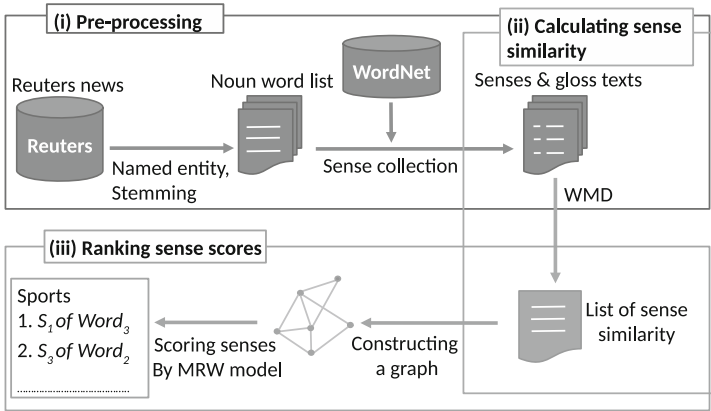 (i) Pre-processing
(ii) Calculating sense
similarity
WordNet
Reuters news
Noun word list
Senses & gloss texts
Reuters
Named entity,
Stemming
Sense collection
WMD
(iii) Ranking sense scores
Sports
1. S1 of Word3
2. S3 of Word2
..........................................
Scoring senses
By MRW model
Constructing
a graph
List of sense
similarity